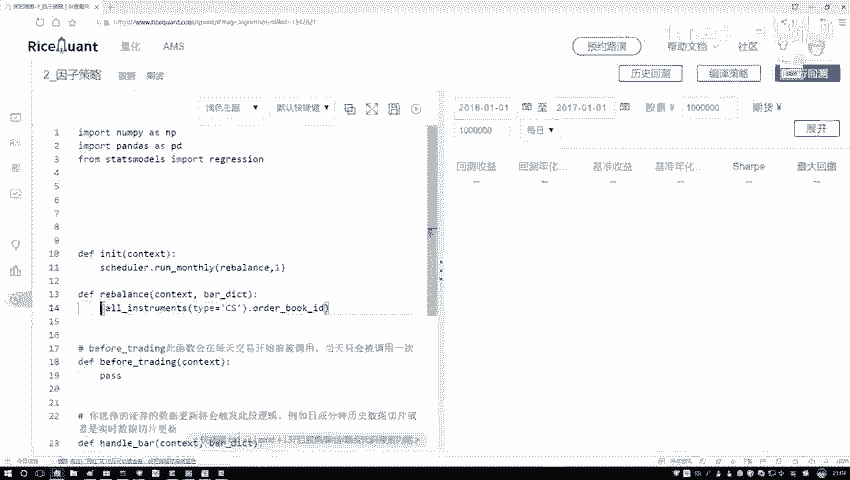 RiceQuant 量化 AMS 预约路演 帮助文档 社区
2_因子策略 历史回测 编译策略 回测
浅色主题 默认快捷键
2016-01-01 至 2017-01-01 股票 ¥ 1000000 期货 ¥
1000000 每日 展开
回测收益 回测年化... 基准收益 基准年化... Sharpe 最大回撤
1 import numpy as np
2 import pandas as pd
3 from statsmodels import regression
4
5
6
7
8
9
10 def init(context):
11 scheduler.run_monthly(rebalance,1)
12
13 def rebalance(context, bar_dict):
14 (all_instruments(type='CS').order_book_id)
15
16
17 # before_trading此函数会在每天交易开始前被调用，当天只会被调用一次
18 def before_trading(context):
19 pass
20
21
22 # 你选择的证券的数据更新将会触发此段逻辑，例如日或分钟历史数据切片或
者是实时数据切片更新
23 def handle_bar(context, bar_dict):